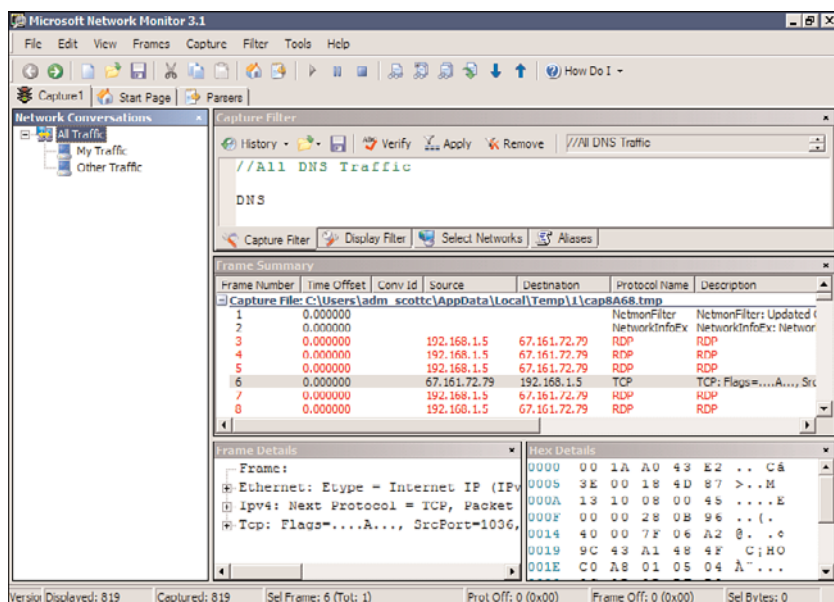 Microsoft Network Monitor 3.1
File Edit View Frames Capture Filter Tools Help
How Do I
Capture1 Start Page Parsers
Network Conversations
All Traffic
My Traffic
Other Traffic
Capture Filter
History Verify Apply Remove //All DNS Traffic
//All DNS Traffic
DNS
Capture Filter Display Filter Select Networks Aliases
Frame Summary
Frame Number Time Offset Conv Id Source Destination Protocol Name Description
Capture File: C:\Users\adm_scottc\AppData\Local\Temp\1\cap8A68.tmp
1 0.000000 NetmonFilter NetmonFilter: Updated C
2 0.000000 NetworkInfoEx NetworkInfoEx: Networ
3 0.000000 192.168.1.5 67.161.72.79 RDP RDP
4 0.000000 192.168.1.5 67.161.72.79 RDP RDP
5 0.000000 192.168.1.5 67.161.72.79 RDP RDP
6 0.000000 67.161.72.79 192.168.1.5 TCP TCP: Flags=....A..., Src
7 0.000000 192.168.1.5 67.161.72.79 RDP RDP
8 0.000000 192.168.1.5 67.161.72.79 RDP RDP
Frame Details
Frame:
Ethernet: Etype = Internet IP (IPv
Ipv4: Next Protocol = TCP, Packet
Tcp: Flags=....A..., SrcPort=1036,
Hex Details
0000 00 1A A0 43 E2 .. Câ
0005 3E 00 18 4D 87 >..M
000A 13 10 08 00 45 ....E
000F 00 00 28 0B 96 ..(.
0014 40 00 7F 06 A2 @. .¢
0019 9C 43 A1 48 4F C¡HO
001E C0 A8 01 05 04 À¨...
Versio Displayed: 819 Captured: 819 Sel Frame: 6 (Tot: 1) Prot Off: 0 (0x00) Frame Off: 0 (0x00) Sel Bytes: 0